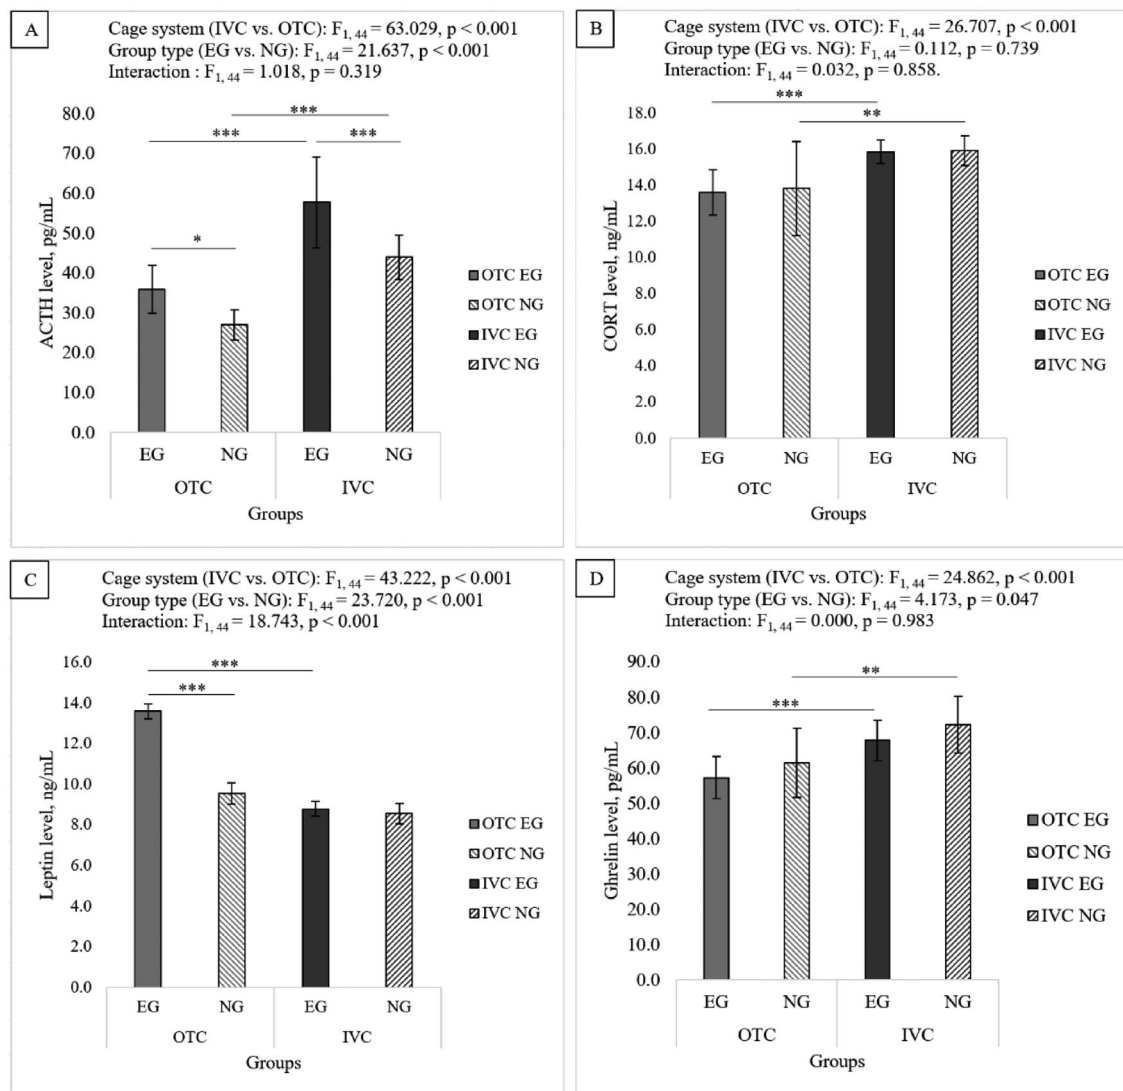 A
Cage system (IVC vs. OTC): F1, 44 = 63.029, p < 0.001
Group type (EG vs. NG): F1, 44 = 21.637, p < 0.001
Interaction : F1, 44 = 1.018, p = 0.319
80.0
70.0
60.0
50.0
40.0
30.0
20.0
10.0
0.0
ACTH level, pg/mL
***
***
***
*
EG NG EG NG
OTC IVC
Groups
OTC EG
OTC NG
IVC EG
IVC NG
B
Cage system (IVC vs. OTC): F1, 44 = 26.707, p < 0.001
Group type (EG vs. NG): F1, 44 = 0.112, p = 0.739
Interaction: F1, 44 = 0.032, p = 0.858.
18.0
16.0
14.0
12.0
10.0
8.0
6.0
4.0
2.0
0.0
CORT level, ng/mL
***
**
EG NG EG NG
OTC IVC
Groups
OTC EG
OTC NG
IVC EG
IVC NG
C
Cage system (IVC vs. OTC): F1, 44 = 43.222, p < 0.001
Group type (EG vs. NG): F1, 44 = 23.720, p < 0.001
Interaction: F1, 44 = 18.743, p < 0.001
16.0
14.0
12.0
10.0
8.0
6.0
4.0
2.0
0.0
Leptin level, ng/mL
***
***
EG NG EG NG
OTC IVC
Groups
OTC EG
OTC NG
IVC EG
IVC NG
D
Cage system (IVC vs. OTC): F1, 44 = 24.862, p < 0.001
Group type (EG vs. NG): F1, 44 = 4.173, p = 0.047
Interaction: F1, 44 = 0.000, p = 0.983
90.0
80.0
70.0
60.0
50.0
40.0
30.0
20.0
10.0
0.0
Ghrelin level, pg/mL
**
***
EG NG EG NG
OTC IVC
Groups
OTC EG
OTC NG
IVC EG
IVC NG